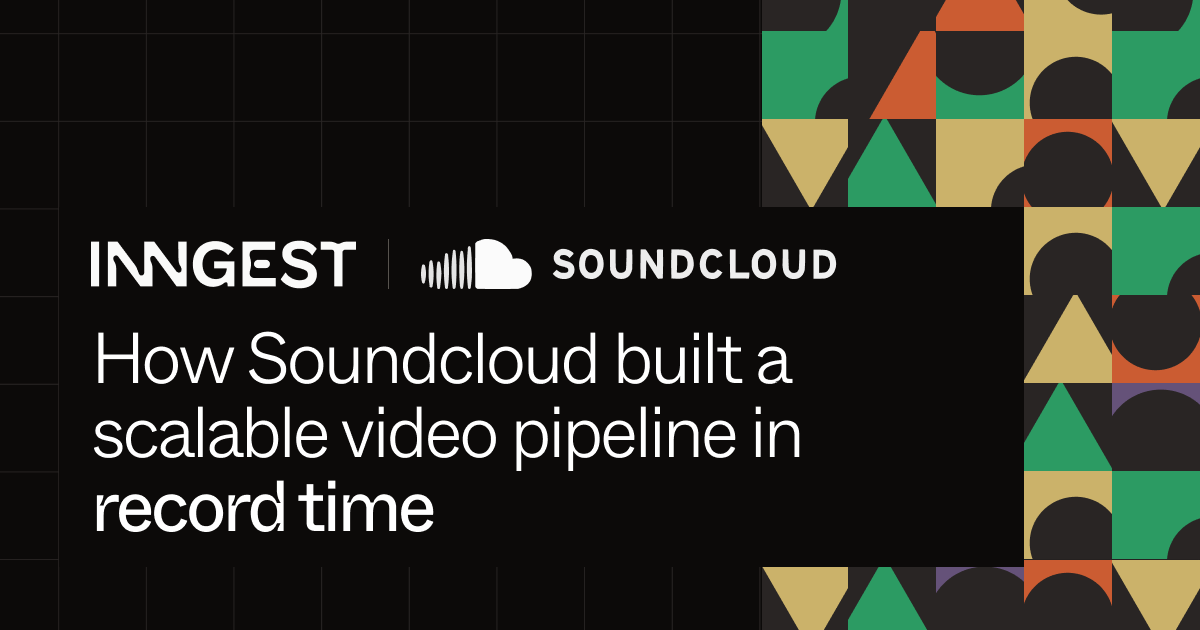 INNGEST
SOUNDCLOUD
How Soundcloud built a
scalable video pipeline in
record time